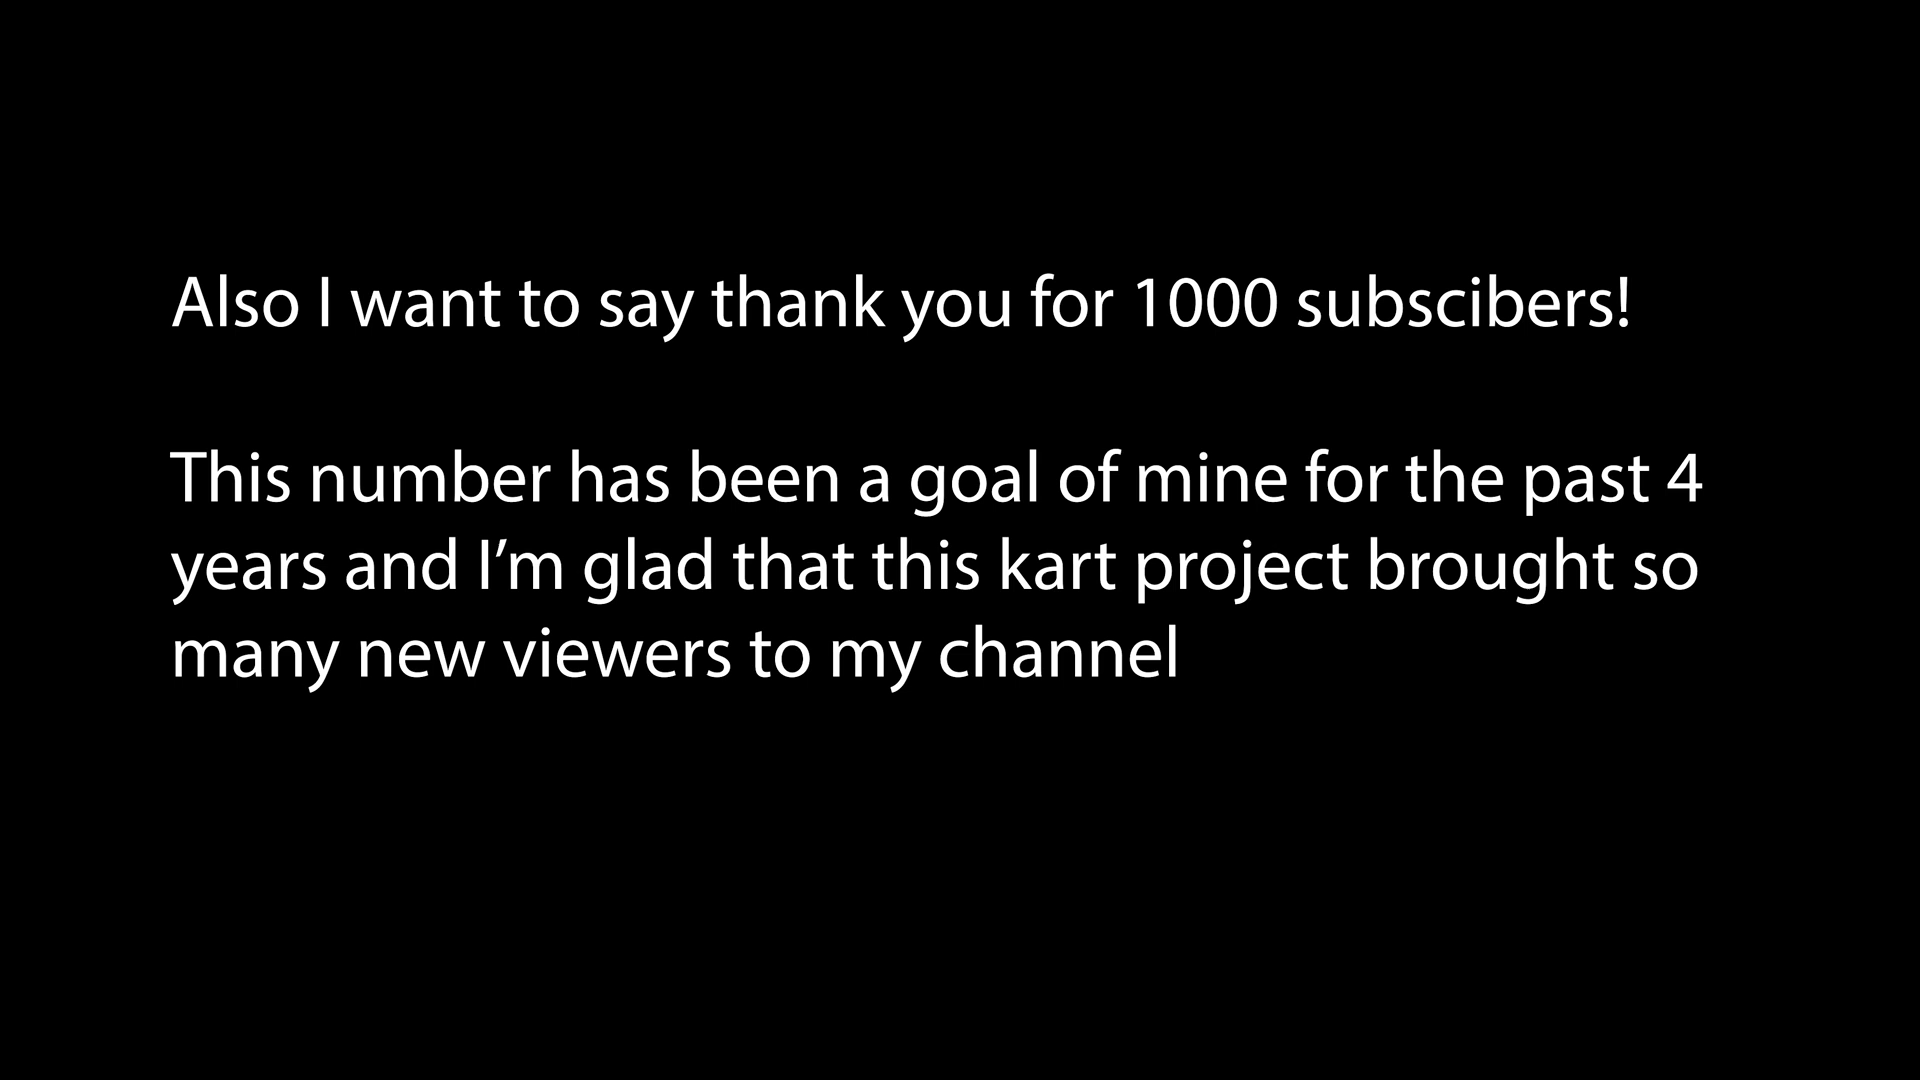 Also I want to say thank you for 1000 subscibers!
This number has been a goal of mine for the past 4
years and I’m glad that this kart project brought so
many new viewers to my channel